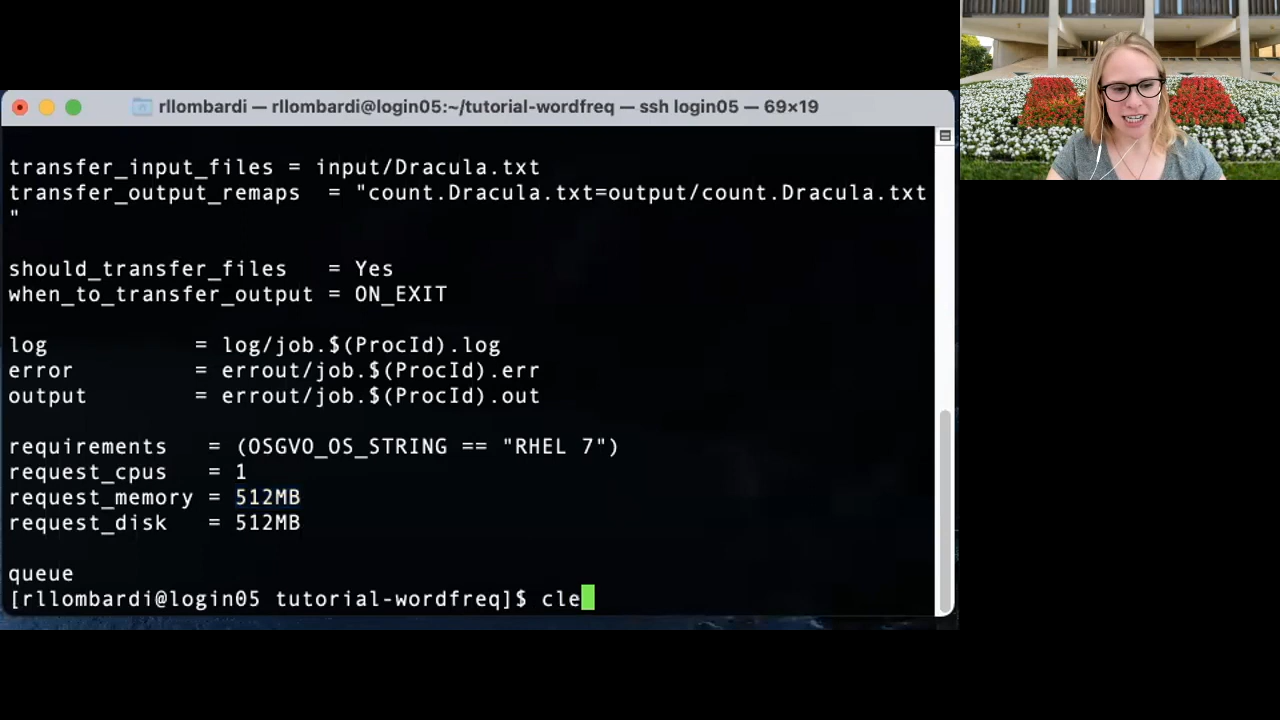 rllombardi — rllombardi@login05:~/tutorial-wordfreq — ssh login05 — 69×19
transfer_input_files = input/Dracula.txt
transfer_output_remaps  = "count.Dracula.txt=output/count.Dracula.txt
"
should_transfer_files   = Yes
when_to_transfer_output = ON_EXIT
log           = log/job.$(ProcId).log
error         = errout/job.$(ProcId).err
output        = errout/job.$(ProcId).out
requirements   = (OSGVO_OS_STRING == "RHEL 7")
request_cpus   = 1
request_memory = 512MB
request_disk   = 512MB
queue
[rllombardi@login05 tutorial-wordfreq]$ cle